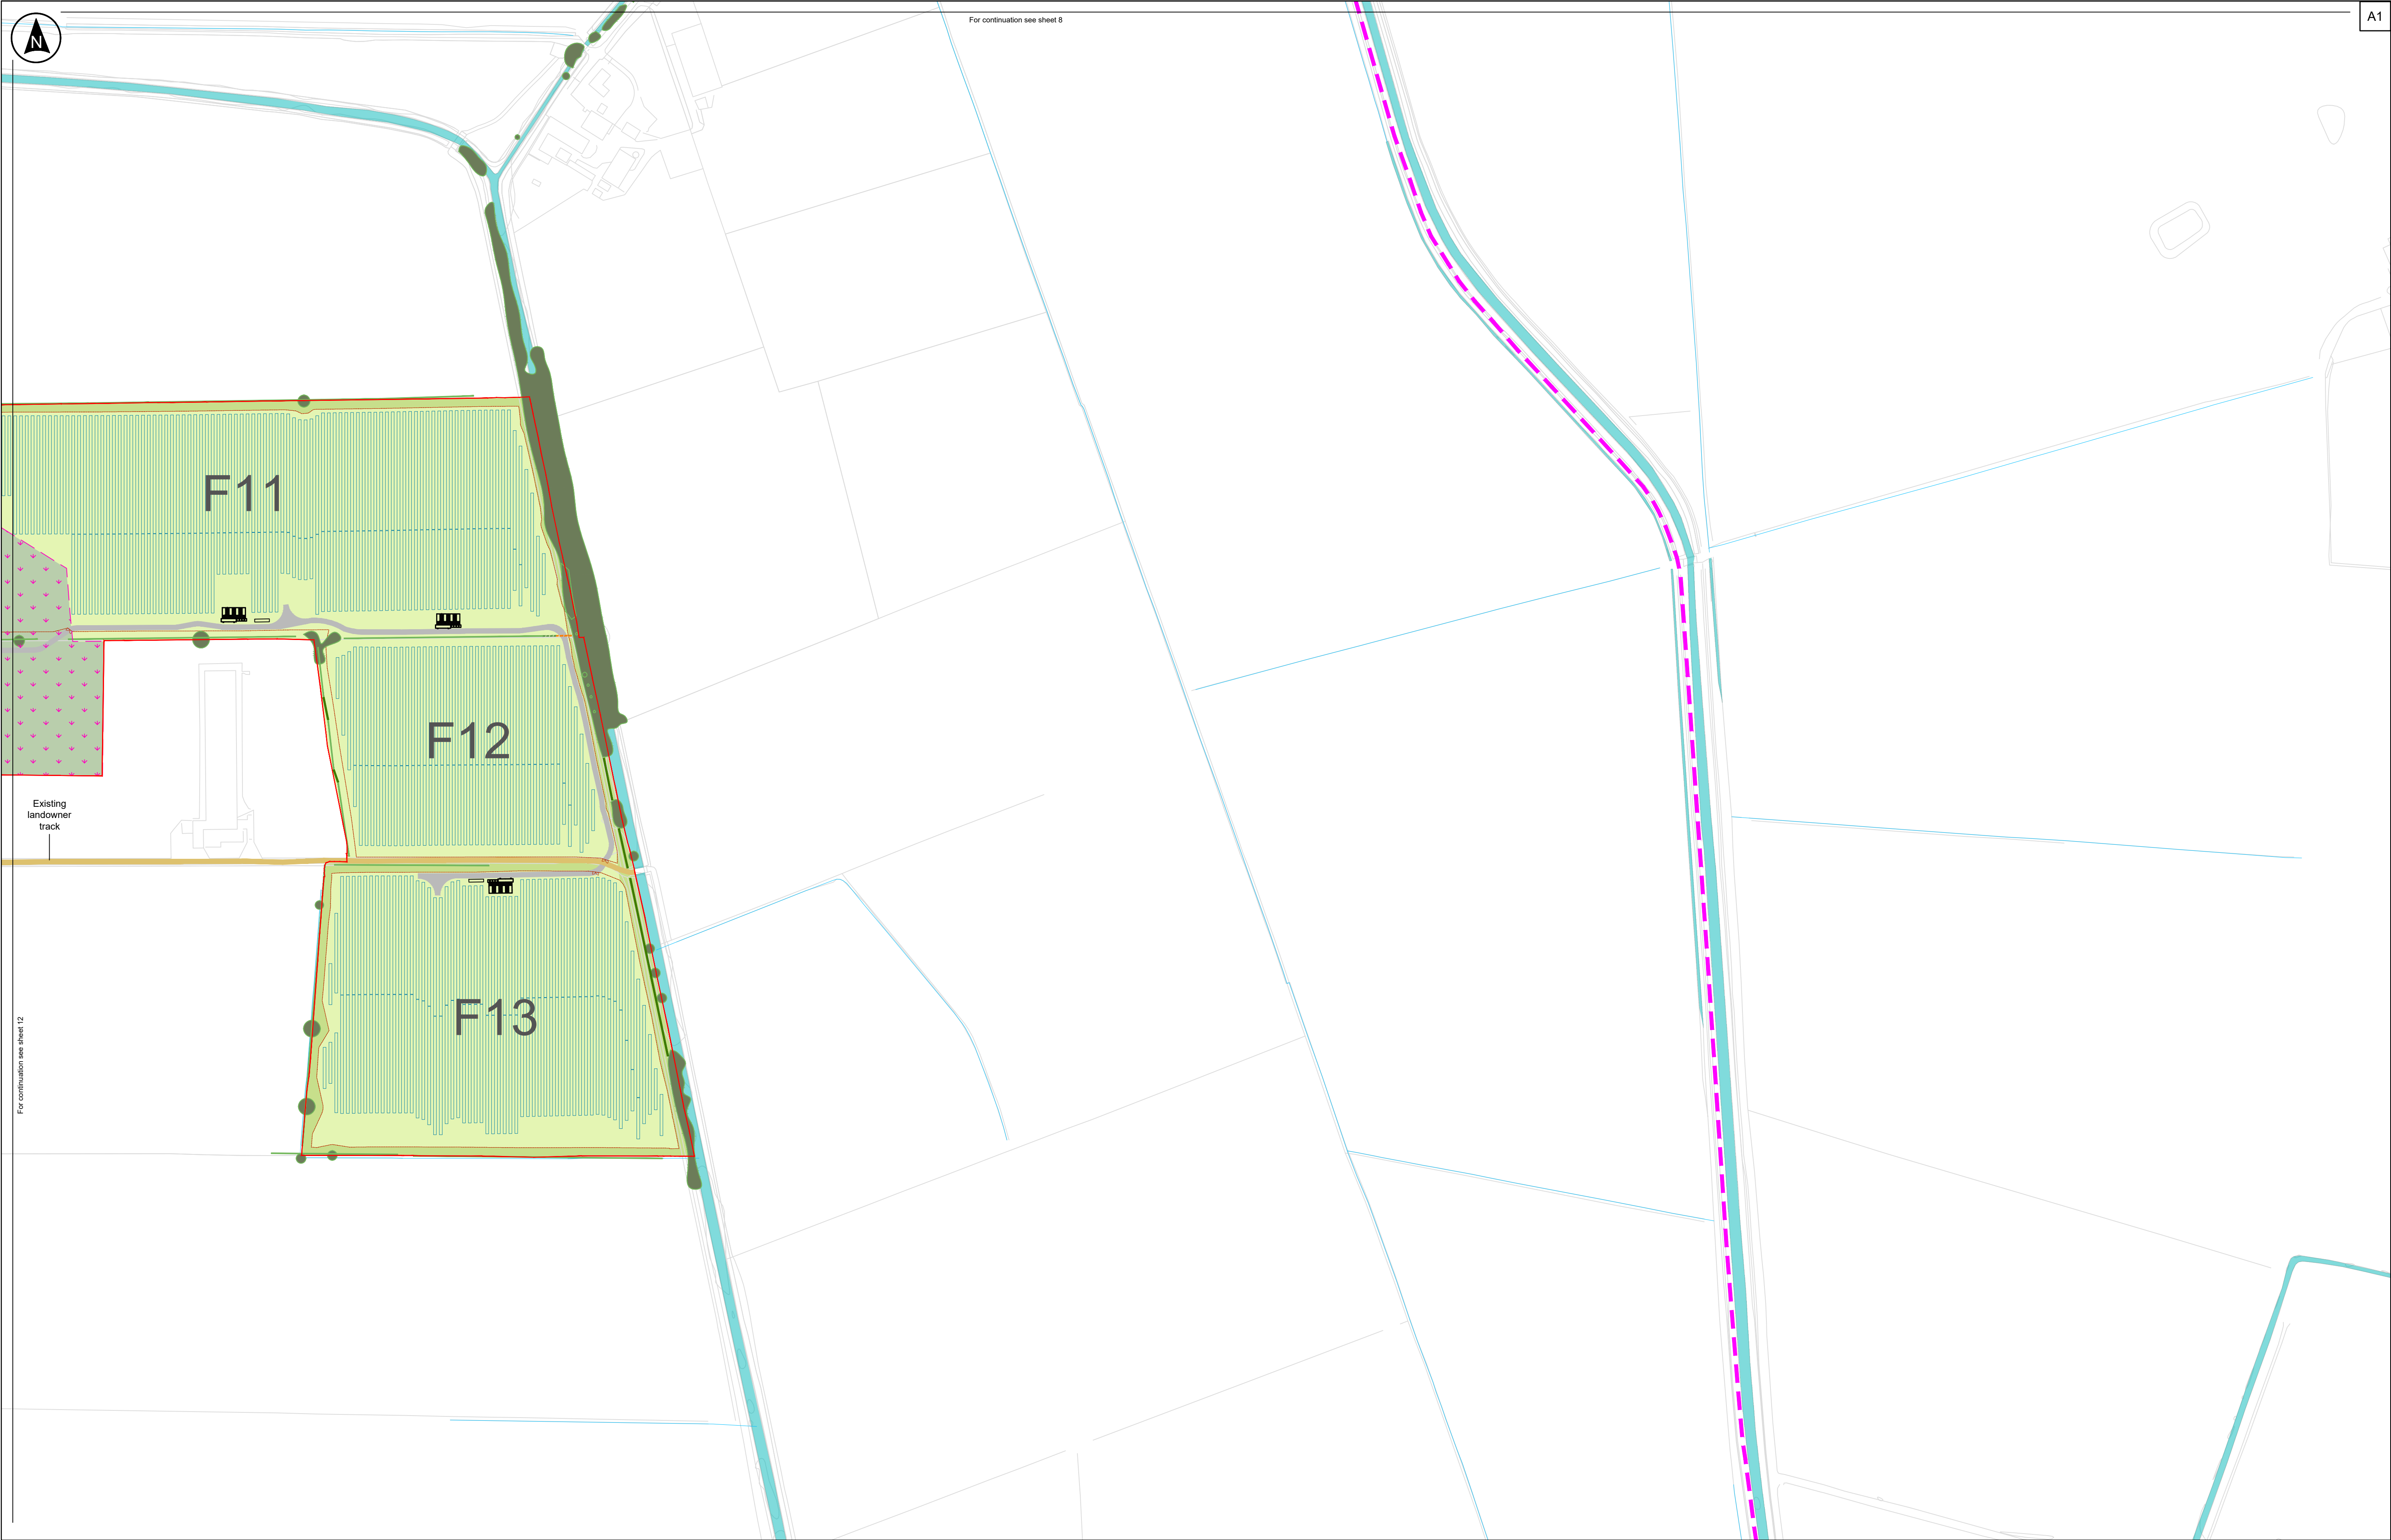 For continuation see sheet 8
A1
N
F11
F12
Existing
landowner
track
F13
For continuation see sheet 12